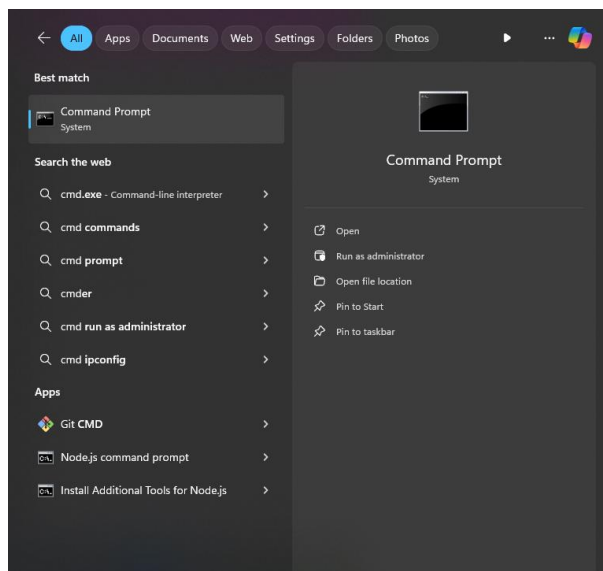 All Apps Documents Web Settings Folders Photos
Best match
Command Prompt
System
Search the web
cmd.exe - Command-line interpreter
cmd commands
cmd prompt
cmder
cmd run as administrator
cmd ipconfig
Apps
Git CMD
Node.js command prompt
Install Additional Tools for Node.js
Command Prompt
System
Open
Run as administrator
Open file location
Pin to Start
Pin to taskbar